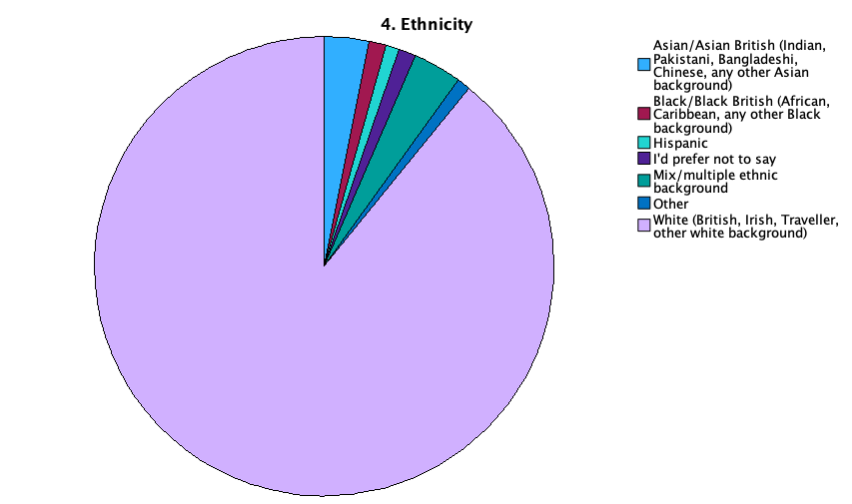 4. Ethnicity
Asian/Asian British (Indian,
Pakistani, Bangladeshi,
Chinese, any other Asian
background)
Black/Black British (African,
Caribbean, any other Black
background)
Hispanic
I'd prefer not to say
Mix/multiple ethnic
background
Other
White (British, Irish, Traveller,
other white background)